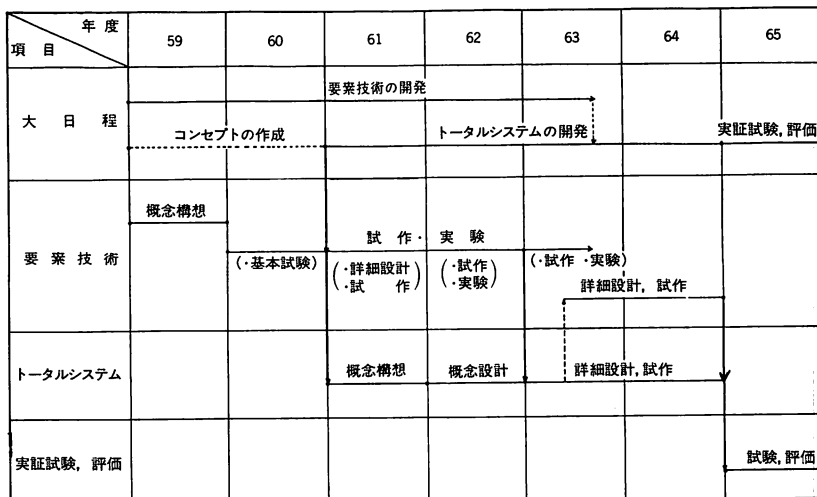 年度
項目
59 60 61 62 63 64 65
大日程
要素技術の開発
コンセプトの作成
トータルシステムの開発
実証試験,評価
要素技術
概念構想
試作・実験
(・基本試験)
(・詳細設計
・試作)
(・試作
・実験)
(・試作・実験)
詳細設計,試作
トータルシステム
概念構想
概念設計
詳細設計,試作
実証試験,評価
試験,評価